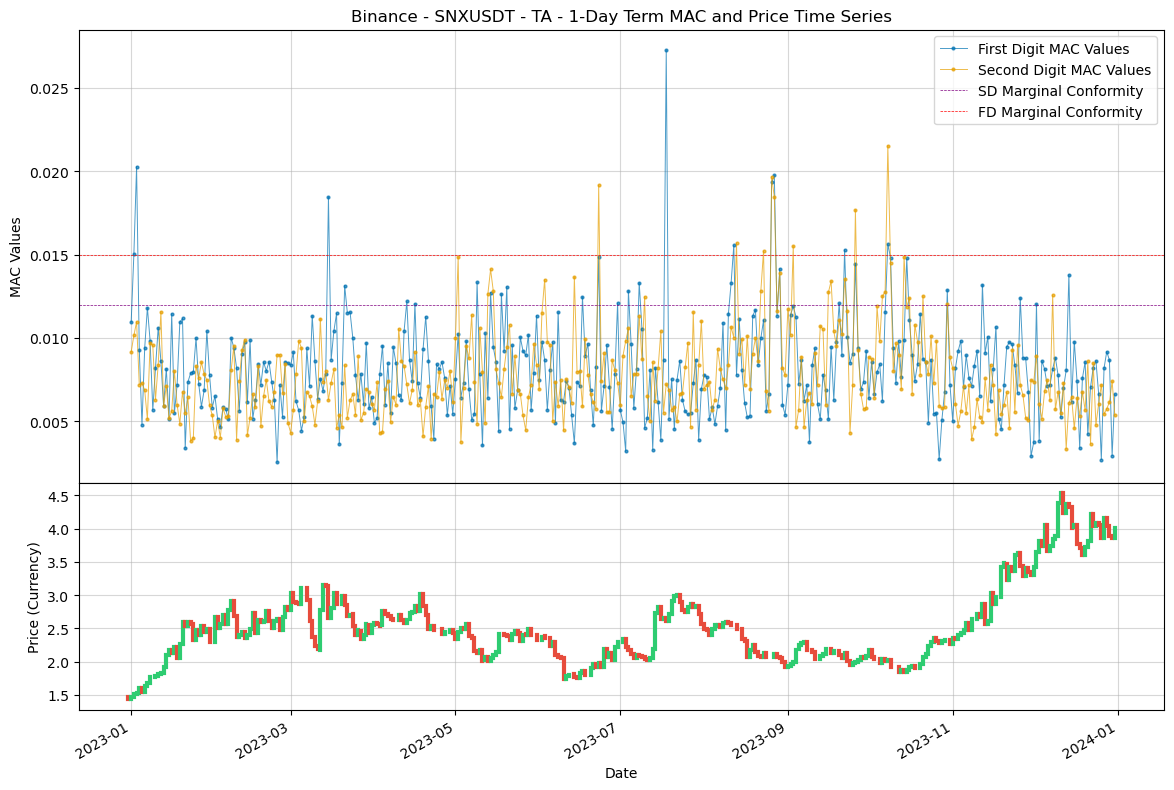 Binance - SNXUSDT - TA - 1-Day Term MAC and Price Time Series
First Digit MAC Values
Second Digit MAC Values
SD Marginal Conformity
FD Marginal Conformity
MAC Values
0.025
0.020
0.015
0.010
0.005
Price (Currency)
4.5
4.0
3.5
3.0
2.5
2.0
1.5
2023-01
2023-03
2023-05
2023-07
2023-09
2023-11
2024-01
Date